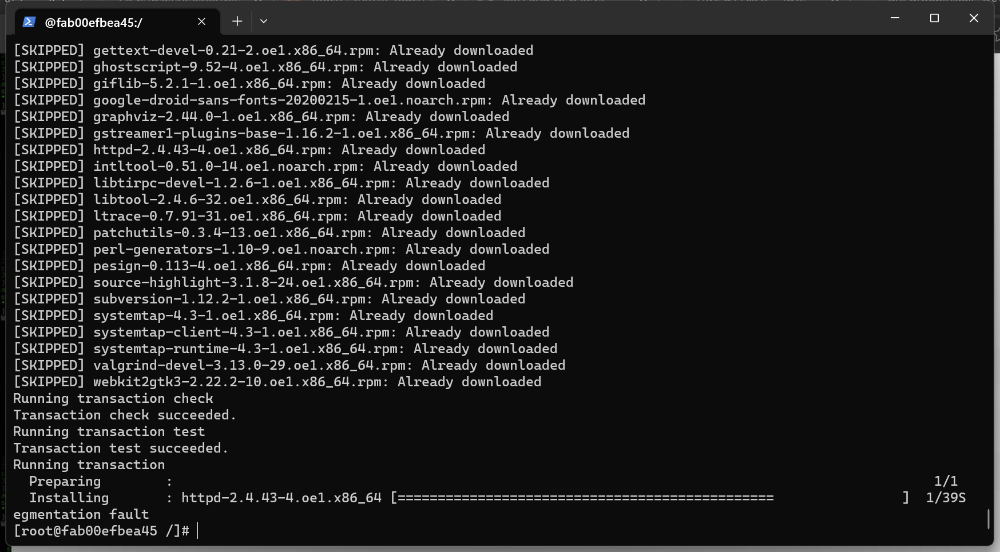 @fab00efbea45:/
[SKIPPED] gettext-devel-0.21-2.oe1.x86_64.rpm: Already downloaded
[SKIPPED] ghostscript-9.52-4.oe1.x86_64.rpm: Already downloaded
[SKIPPED] giflib-5.2.1-1.oe1.x86_64.rpm: Already downloaded
[SKIPPED] google-droid-sans-fonts-20200215-1.oe1.noarch.rpm: Already downloaded
[SKIPPED] graphviz-2.44.0-1.oe1.x86_64.rpm: Already downloaded
[SKIPPED] gstreamer1-plugins-base-1.16.2-1.oe1.x86_64.rpm: Already downloaded
[SKIPPED] httpd-2.4.43-4.oe1.x86_64.rpm: Already downloaded
[SKIPPED] intltool-0.51.0-14.oe1.noarch.rpm: Already downloaded
[SKIPPED] libtirpc-devel-1.2.6-1.oe1.x86_64.rpm: Already downloaded
[SKIPPED] libtool-2.4.6-32.oe1.x86_64.rpm: Already downloaded
[SKIPPED] ltrace-0.7.91-31.oe1.x86_64.rpm: Already downloaded
[SKIPPED] patchutils-0.3.4-13.oe1.x86_64.rpm: Already downloaded
[SKIPPED] perl-generators-1.10-9.oe1.noarch.rpm: Already downloaded
[SKIPPED] pesign-0.113-4.oe1.x86_64.rpm: Already downloaded
[SKIPPED] source-highlight-3.1.8-24.oe1.x86_64.rpm: Already downloaded
[SKIPPED] subversion-1.12.2-1.oe1.x86_64.rpm: Already downloaded
[SKIPPED] systemtap-4.3-1.oe1.x86_64.rpm: Already downloaded
[SKIPPED] systemtap-client-4.3-1.oe1.x86_64.rpm: Already downloaded
[SKIPPED] systemtap-runtime-4.3-1.oe1.x86_64.rpm: Already downloaded
[SKIPPED] valgrind-devel-3.13.0-29.oe1.x86_64.rpm: Already downloaded
[SKIPPED] webkit2gtk3-2.22.2-10.oe1.x86_64.rpm: Already downloaded
Running transaction check
Transaction check succeeded.
Running transaction test
Transaction test succeeded.
Running transaction
  Preparing        :                                                                                               1/1
  Installing       : httpd-2.4.43-4.oe1.x86_64 [===============================================                ]  1/39S
egmentation fault
[root@fab00efbea45 /]#